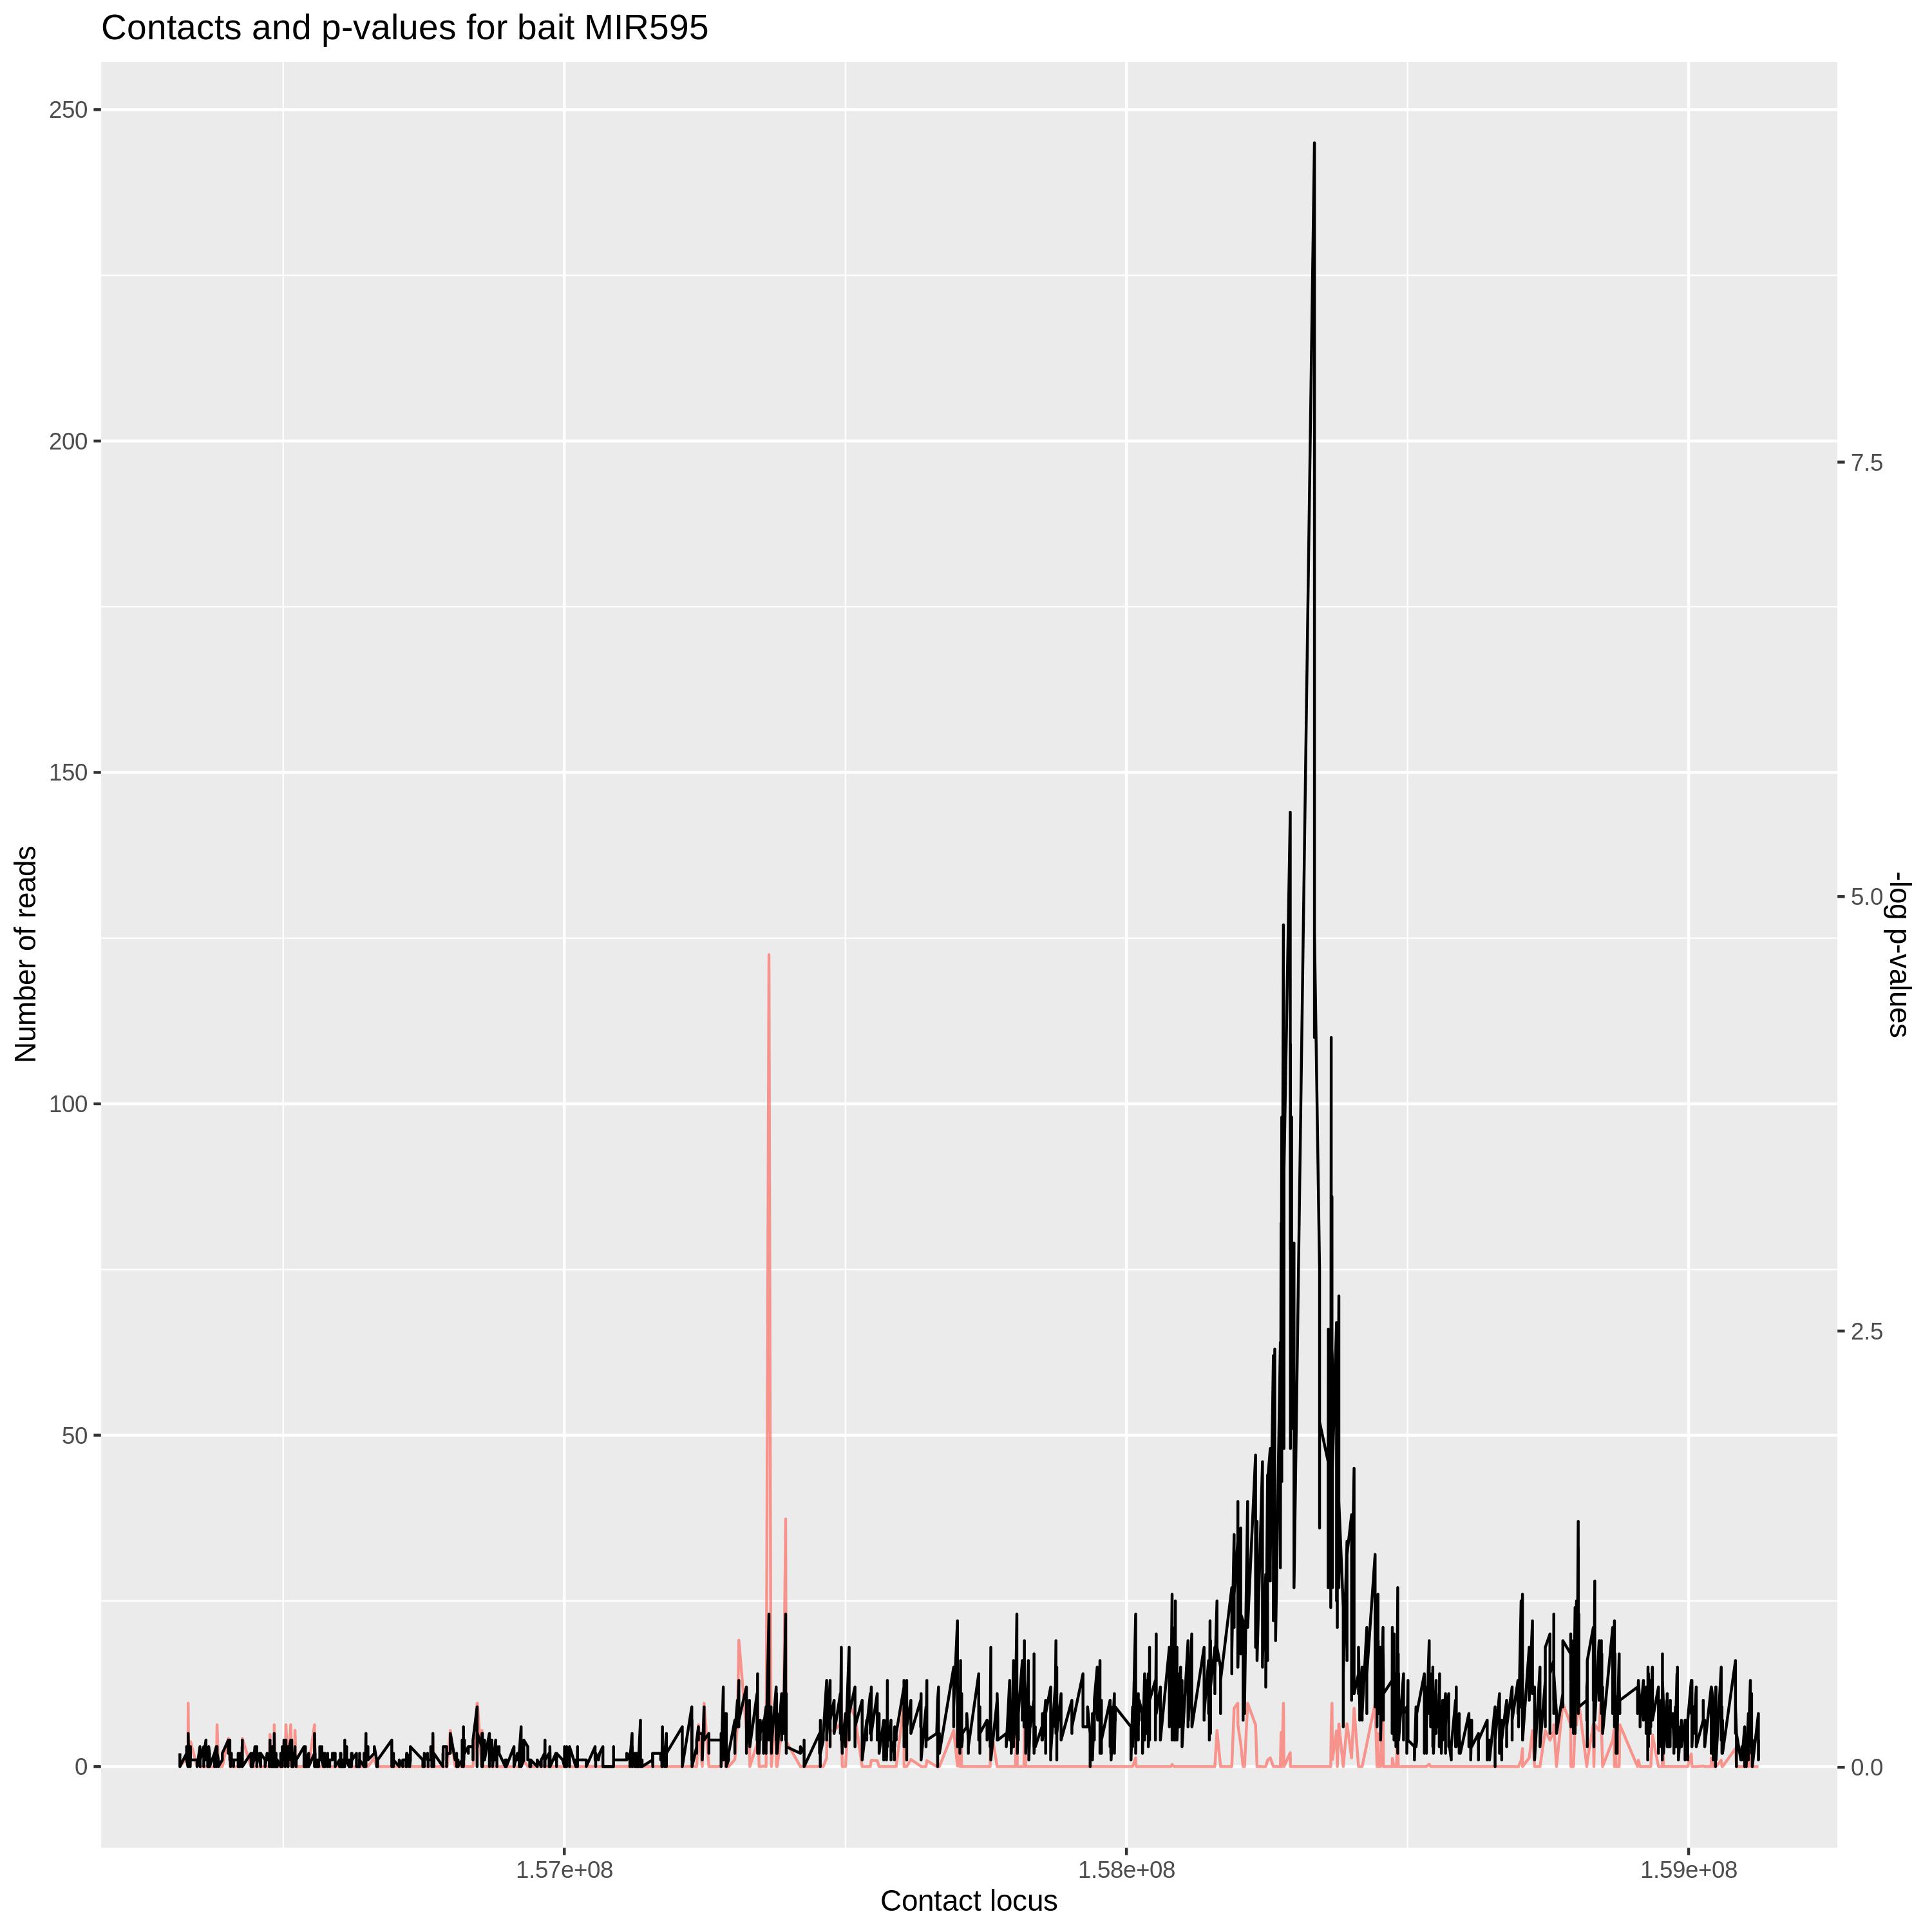 Contacts and p-values for bait MIR595
250
200
150
100
50
0
Number of reads
7.5
5.0
2.5
0.0
-log p-values
1.57e+08
1.58e+08
1.59e+08
Contact locus